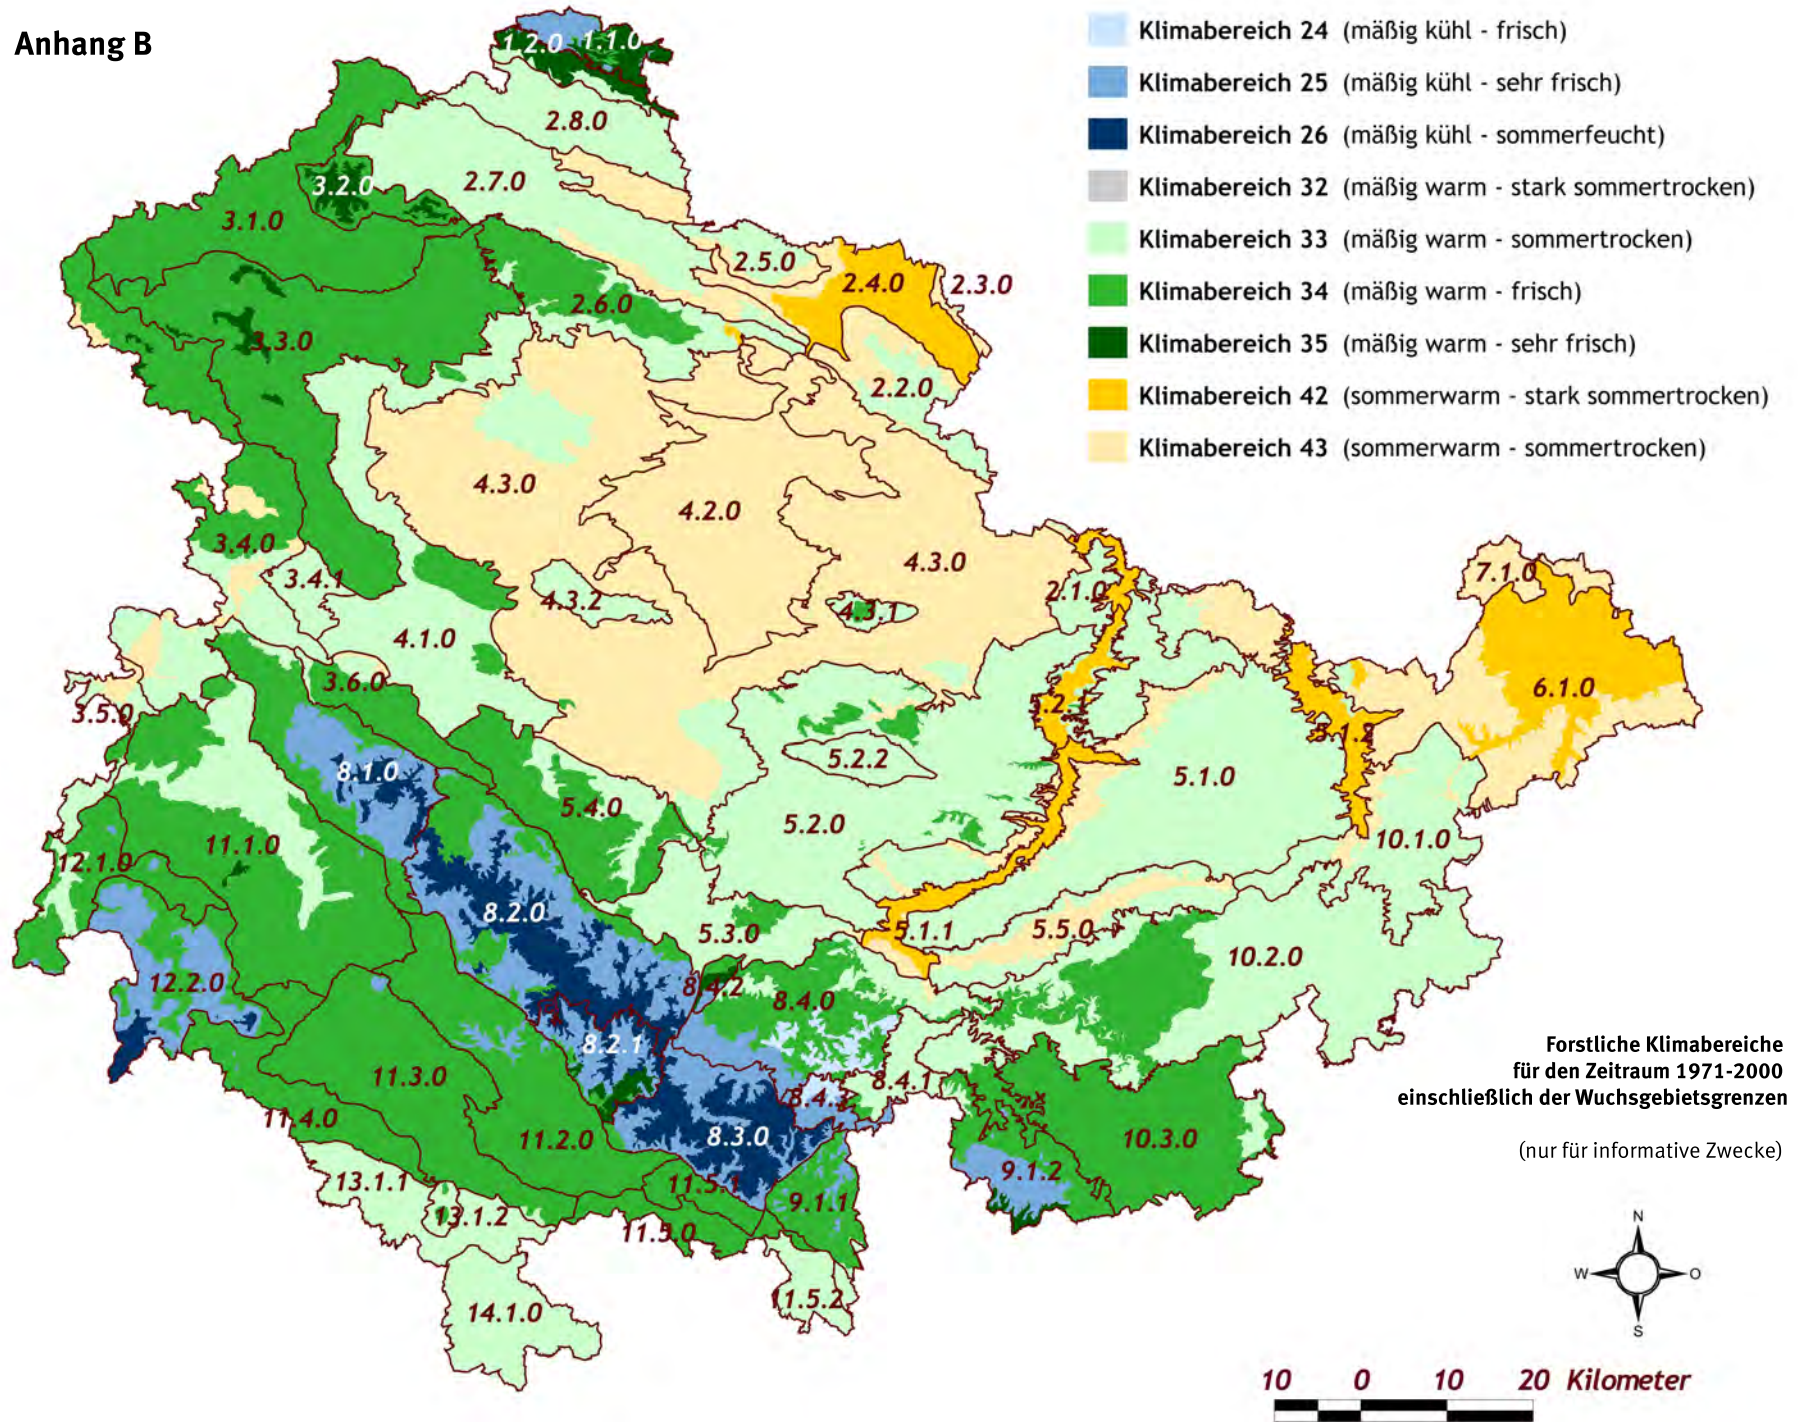 Anhang B
Klimabereich 24 (mäßig kühl - frisch)
Klimabereich 25 (mäßig kühl - sehr frisch)
Klimabereich 26 (mäßig kühl - sommerfeucht)
Klimabereich 32 (mäßig warm - stark sommertrocken)
Klimabereich 33 (mäßig warm - sommertrocken)
Klimabereich 34 (mäßig warm - frisch)
Klimabereich 35 (mäßig warm - sehr frisch)
Klimabereich 42 (sommerwarm - stark sommertrocken)
Klimabereich 43 (sommerwarm - sommertrocken)
1.2.0
1.1.0
2.8.0
2.7.0
3.2.0
3.1.0
2.5.0
2.4.0
2.3.0
2.6.0
3.3.0
2.2.0
4.3.0
4.2.0
3.4.0
4.3.0
3.4.1
4.3.2
4.3.1
2.1.0
7.1.0
4.1.0
3.6.0
6.1.0
3.5.0
8.1.0
5.2.2
5.1.0
5.4.0
5.2.0
10.1.0
11.1.0
12.1.0
8.2.0
5.3.0
5.1.1
5.5.0
10.2.0
12.2.0
8.4.2
8.4.0
8.2.1
11.3.0
8.4.1
11.4.0
11.2.0
8.3.0
10.3.0
13.1.1
11.5.1
9.1.1
9.1.2
13.1.2
11.5.0
11.5.2
14.1.0
Forstliche Klimabereiche
für den Zeitraum 1971-2000
einschließlich der Wuchsgebietsgrenzen
(nur für informative Zwecke)
N
W
O
S
10 0 10 20 Kilometer